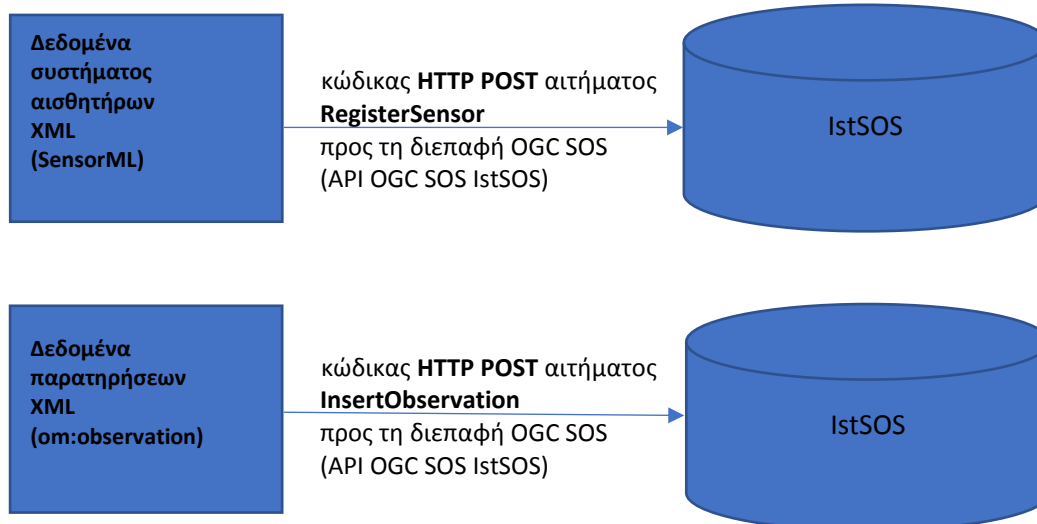 Δεδομένα
συστήματος
αισθητήρων
XML
(SensorML)
κώδικας HTTP POST αιτήματος
RegisterSensor
προς τη διεπαφή OGC SOS
(API OGC SOS IstSOS)
IstSOS
Δεδομένα
παρατηρήσεων
XML
(om:observation)
κώδικας HTTP POST αιτήματος
InsertObservation
προς τη διεπαφή OGC SOS
(API OGC SOS IstSOS)
IstSOS